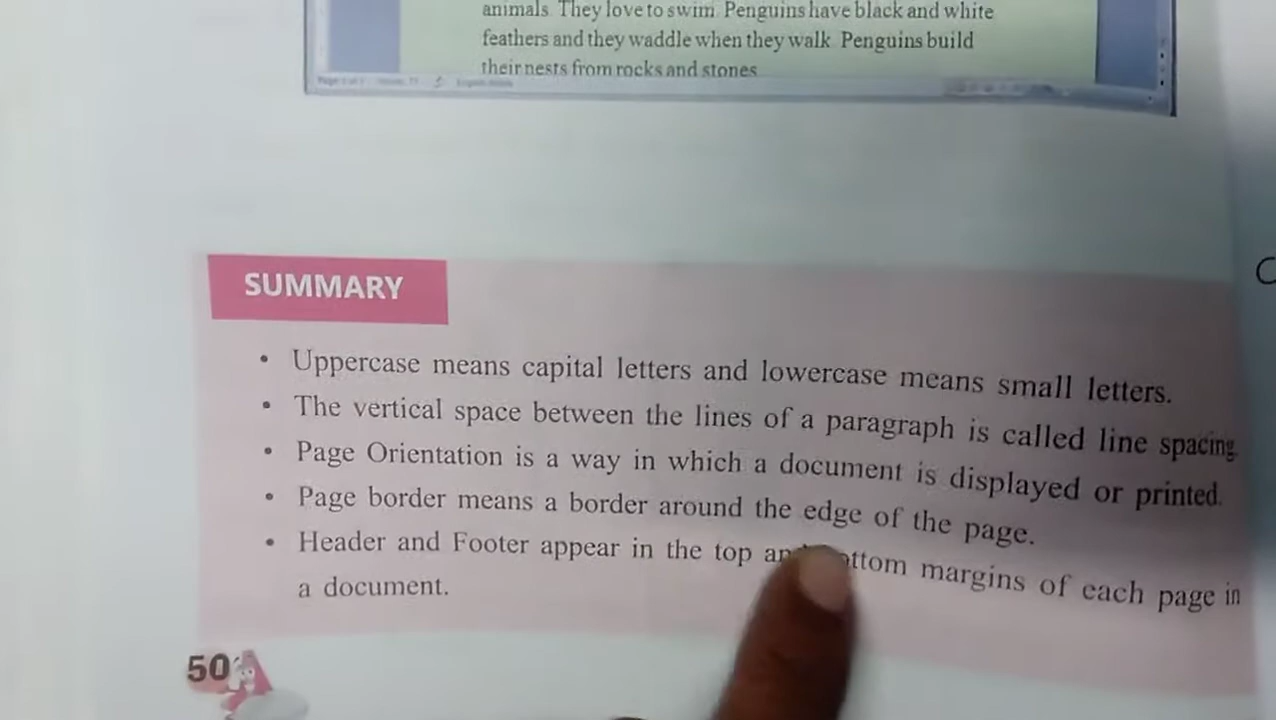 animals. They love to swim. Penguins have black and white
feathers and they waddle when they walk. Penguins build
their nests from rocks and stones
SUMMARY
• Uppercase means capital letters and lowercase means small letters.
• The vertical space between the lines of a paragraph is called line spacing.
• Page Orientation is a way in which a document is displayed or printed.
• Page border means a border around the edge of the page.
• Header and Footer appear in the top and bottom margins of each page in
a document.
50